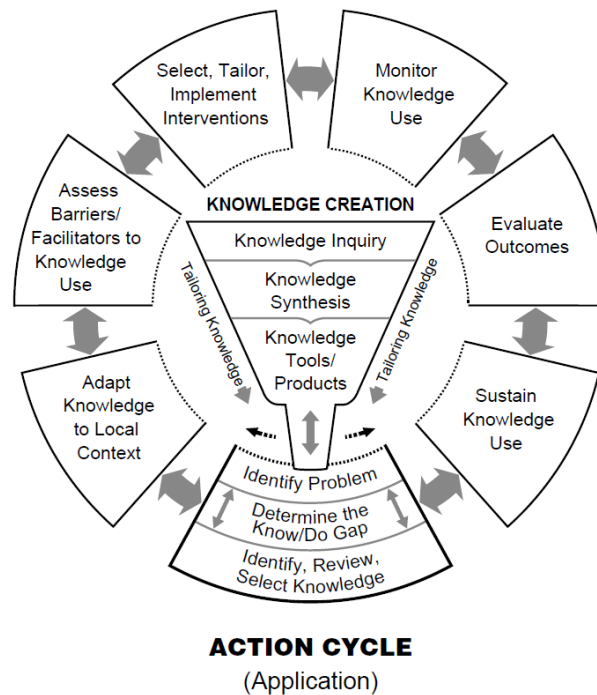 Select, Tailor,
Implement
Interventions
Monitor
Knowledge
Use
Assess
Barriers/
Facilitators to
Knowledge
Use
KNOWLEDGE CREATION
Knowledge Inquiry
Knowledge
Synthesis
Knowledge
Tools/
Products
Tailoring Knowledge
Tailoring Knowledge
Evaluate
Outcomes
Adapt
Knowledge
to Local
Context
Sustain
Knowledge
Use
Identify Problem
Determine the
Know/Do Gap
Identify, Review,
Select Knowledge
ACTION CYCLE
(Application)